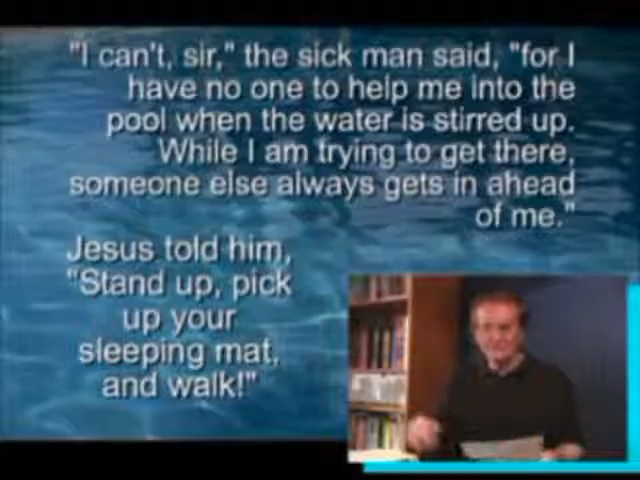 "I can't, sir," the sick man said, "for I
have no one to help me into the
pool when the water is stirred up.
While I am trying to get there,
someone else always gets in ahead
of me."
Jesus told him,
"Stand up, pick
up your
sleeping mat,
and walk!"